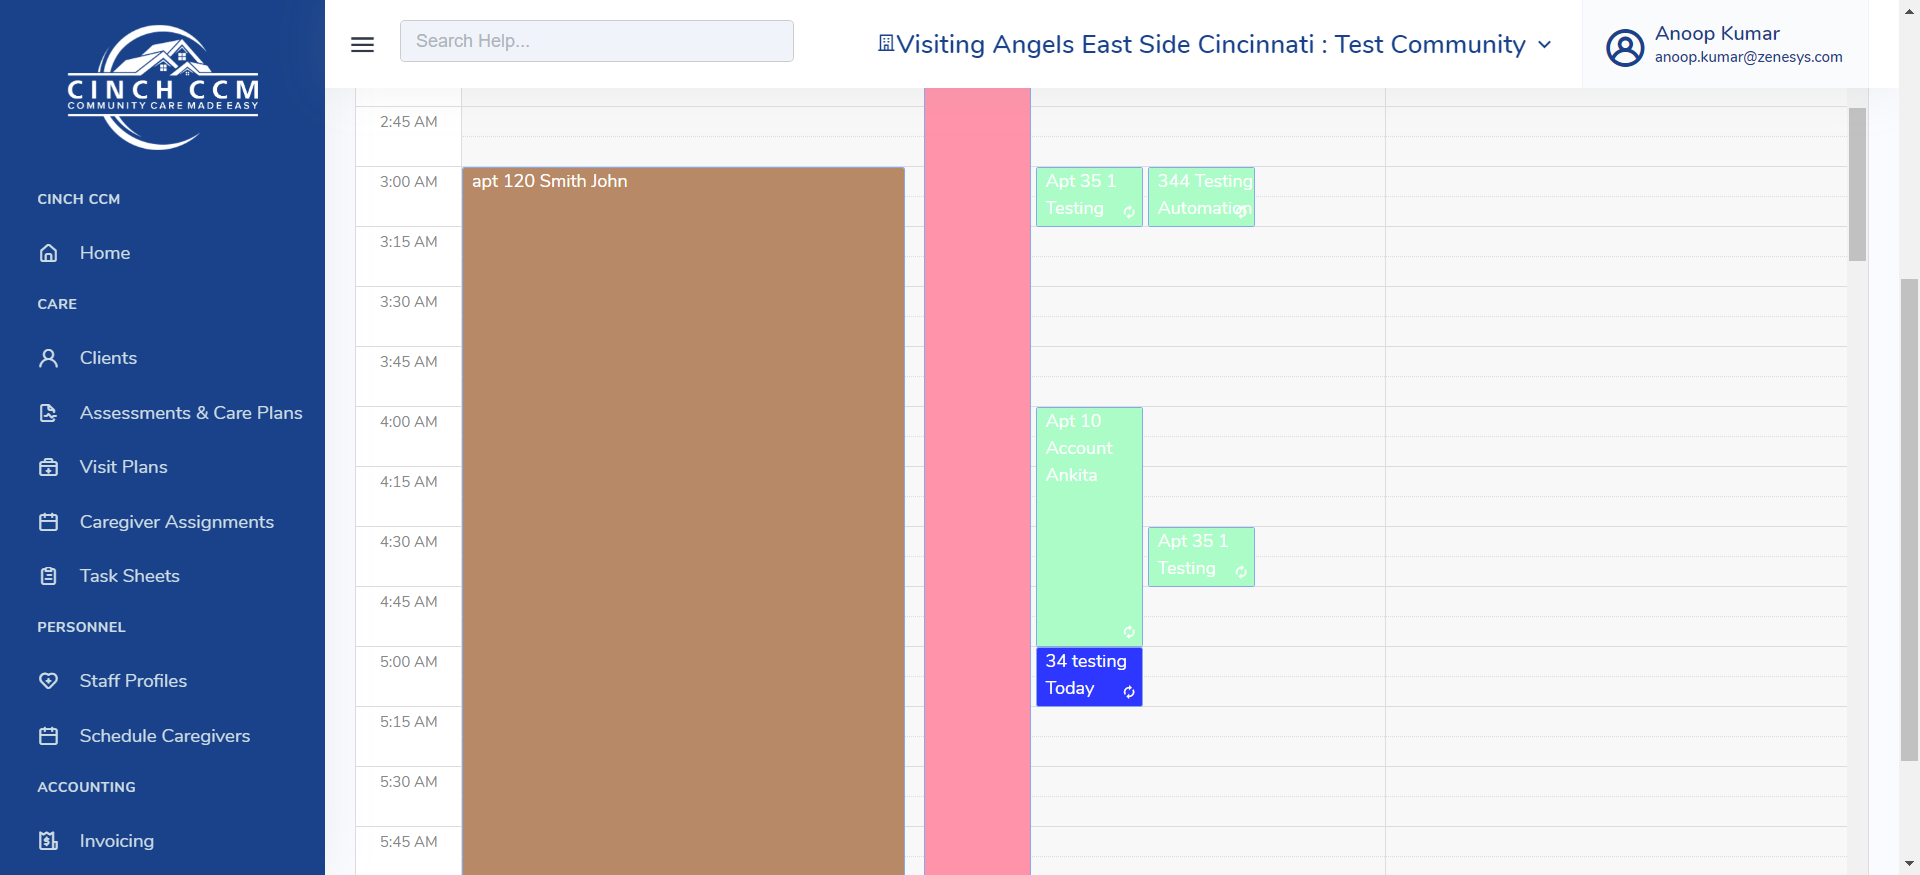 CINCH CCM
COMMUNITY CARE MADE EASY
CINCH CCM
Home
CARE
Clients
Assessments & Care Plans
Visit Plans
Caregiver Assignments
Task Sheets
PERSONNEL
Staff Profiles
Schedule Caregivers
ACCOUNTING
Invoicing
Search Help...
Visiting Angels East Side Cincinnati : Test Community
Anoop Kumar
anoop.kumar@zenesys.com
2:45 AM
3:00 AM
apt 120 Smith John
Apt 35 1
Testing
344 Testing
Automation
3:15 AM
3:30 AM
3:45 AM
4:00 AM
Apt 10
Account
Ankita
4:15 AM
4:30 AM
Apt 35 1
Testing
4:45 AM
5:00 AM
34 testing
Today
5:15 AM
5:30 AM
5:45 AM